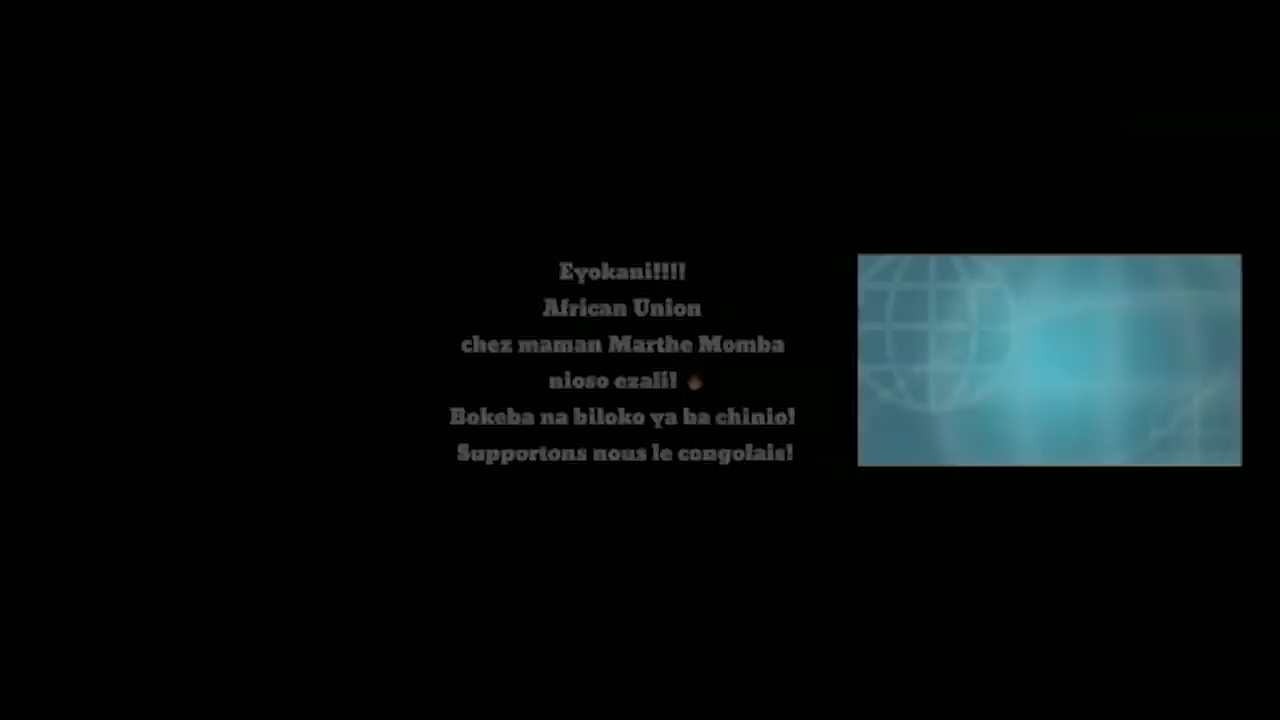 Eyokani!!!!
African Union
chez maman Marthe Momba
nioso ezali! 🔥
Bokeba na biloko ya ba chinio!
Supportons nous le congolais!